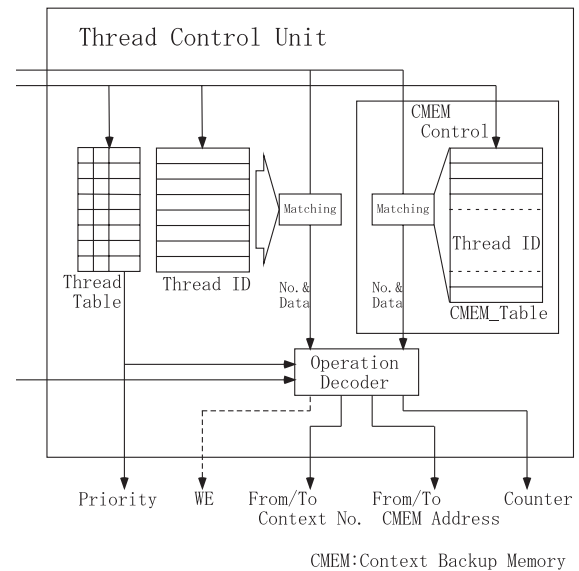 Thread Control Unit
CMEM
Control
Matching
Matching
Thread ID
Thread
Table
Thread ID
No.&
Data
No.&
Data
CMEM_Table
Operation
Decoder
Priority
WE
From/To
Context No.
From/To
CMEM Address
Counter
CMEM:Context Backup Memory